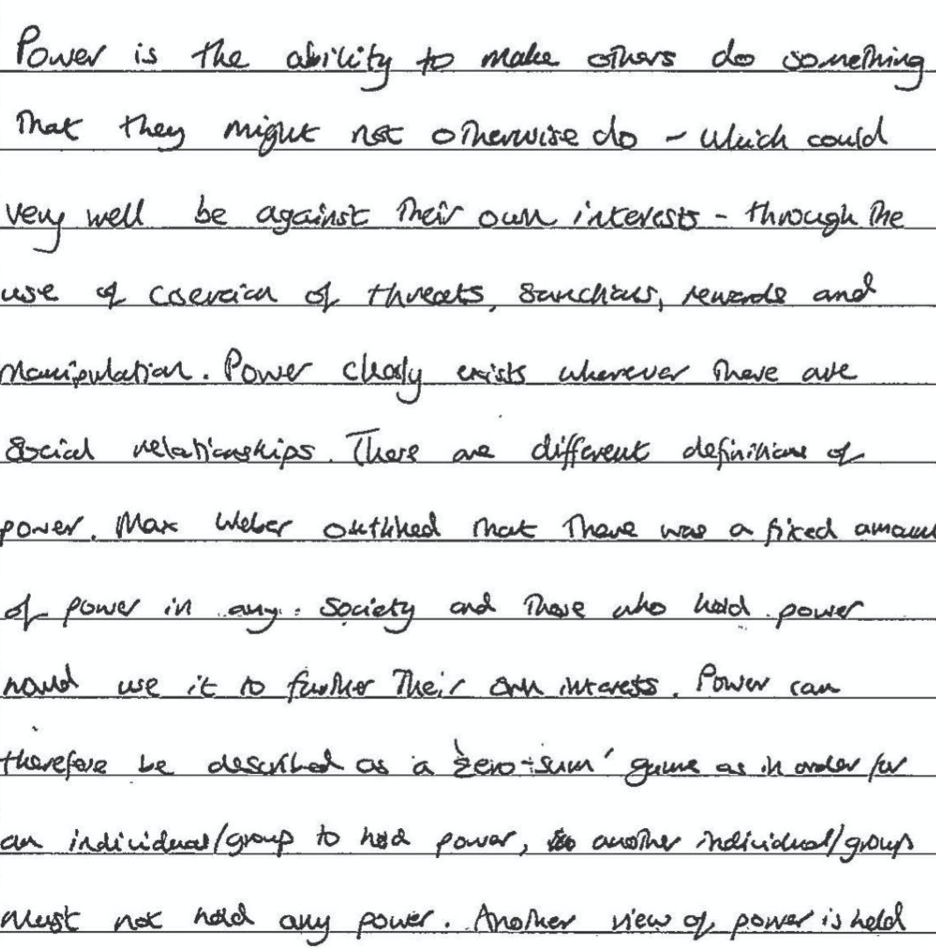 Power is the ability to make others do something
that they might not otherwise do – which could
very well be against their own interests – through the
use of coercion of threats, sanctions, rewards and
manipulation. Power clearly exists wherever there are
social relationships. There are different definitions of
power. Max Weber outlined that there was a fixed amount
of power in any society and those who hold power
would use it to further their own interests. Power can
therefore be described as a 'zero-sum' game as in order for
an individual/group to hold power, another individual/group
must not hold any power. Another view of power is held